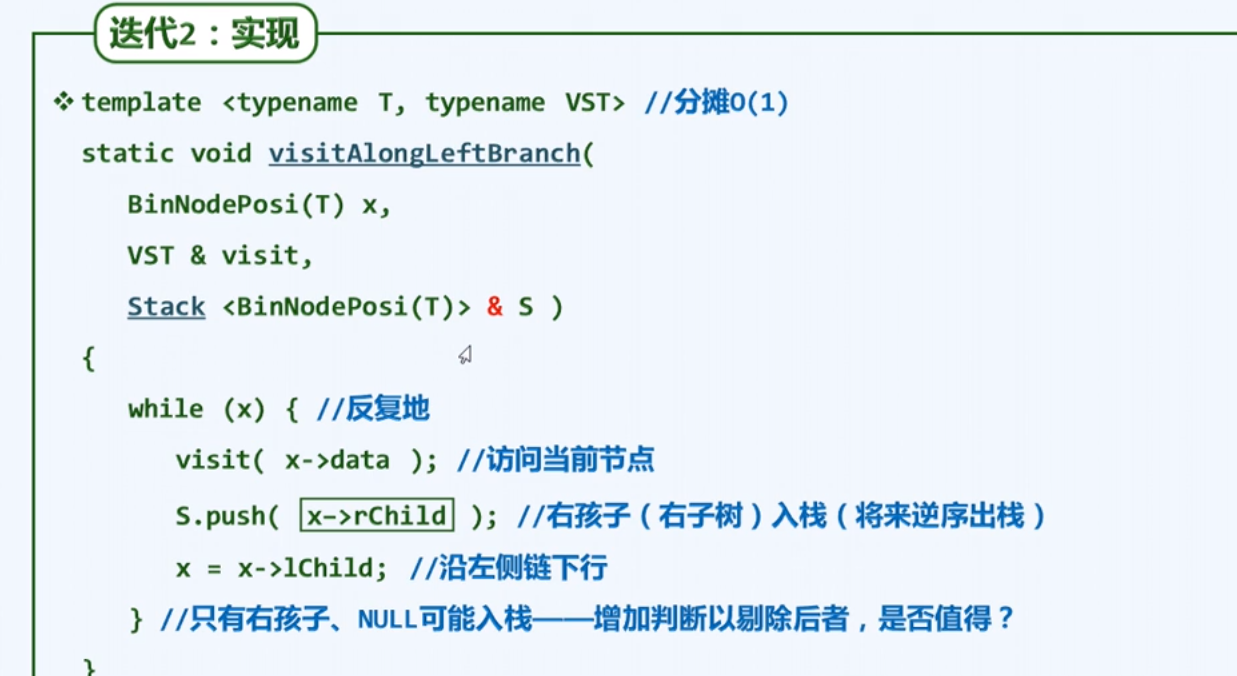 迭代2：实现
❖ template <typename T, typename VST> //分摊O(1)
static void visitAlongLeftBranch(
BinNodePosi(T) x,
VST & visit,
Stack <BinNodePosi(T)> & S )
{
while (x) { //反复地
visit( x->data ); //访问当前节点
S.push( x->rChild ); //右孩子（右子树）入栈（将来逆序出栈）
x = x->lChild; //沿左侧链下行
} //只有右孩子、NULL可能入栈——增加判断以剔除后者，是否值得？
}